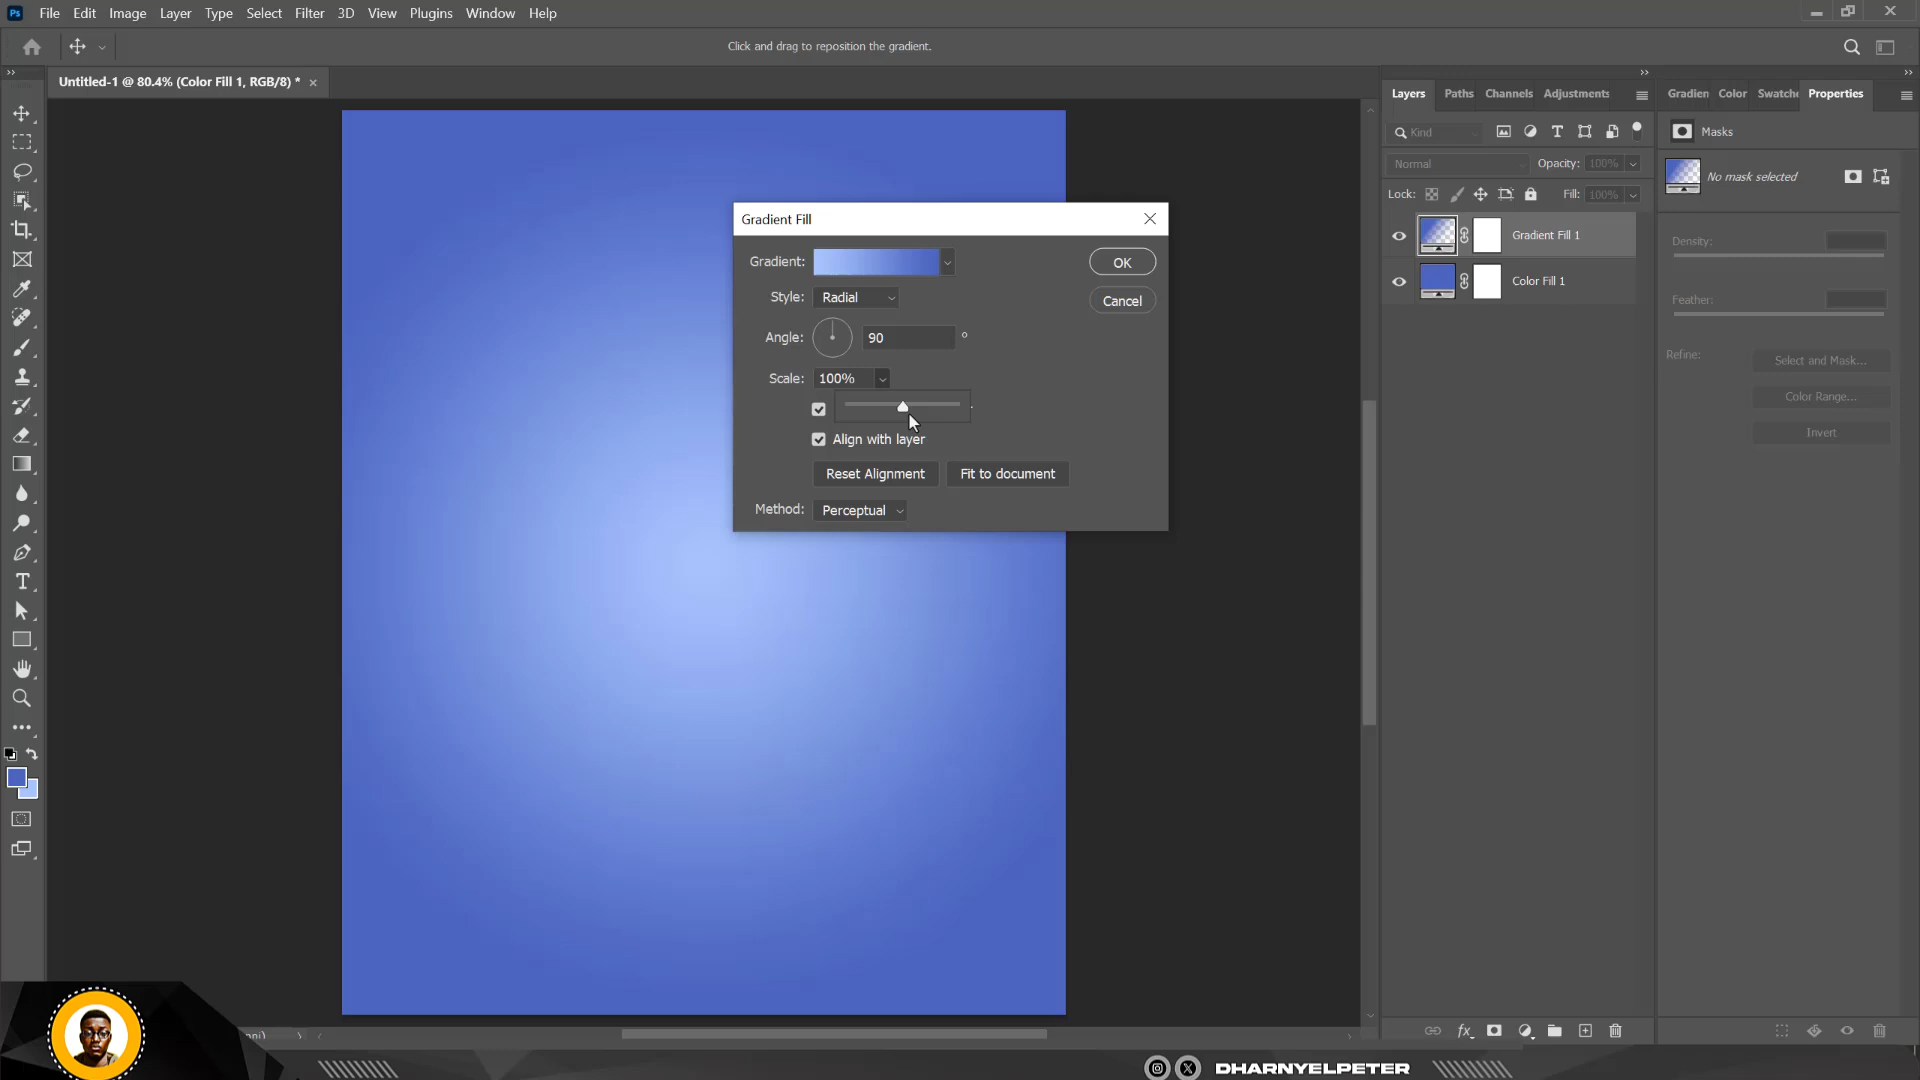 Ps File Edit Image Layer Type Select Filter 3D View Plugins Window Help
Click and drag to reposition the gradient.
Untitled-1 @ 80.4% (Color Fill 1, RGB/8) *
Layers Paths Channels Adjustments
Gradien Color Swatche Properties
Kind
Masks
Normal Opacity: 100%
No mask selected
Lock: Fill: 100%
Gradient Fill 1
Color Fill 1
Density:
Feather:
Refine: Select and Mask...
Color Range...
Invert
Gradient Fill
Gradient: OK
Style: Radial Cancel
Angle: 90 °
Scale: 100%
Align with layer
Reset Alignment Fit to document
Method: Perceptual
fx
DHARNYELPETER